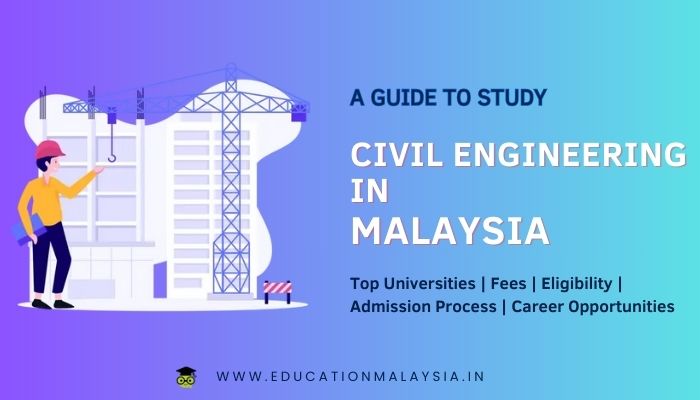 A GUIDE TO STUDY
CIVIL ENGINEERING
IN
MALAYSIA
Top Universities | Fees | Eligibility |
Admission Process | Career Opportunities
WWW.EDUCATIONMALAYSIA.IN